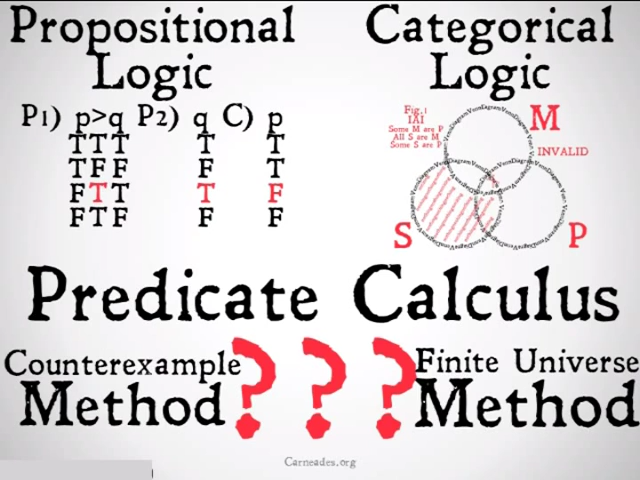 Propositional
Logic
Categorical
Logic
P1) p>q P2) q C) p
TTT T T
TFF F T
FTT T F
FTF F F
Fig.1
IAI
Some M are P
All S are M
Some S are P
M
INVALID
S
P
Predicate Calculus
Counterexample
Method
???
Finite Universe
Method
Carneades.org